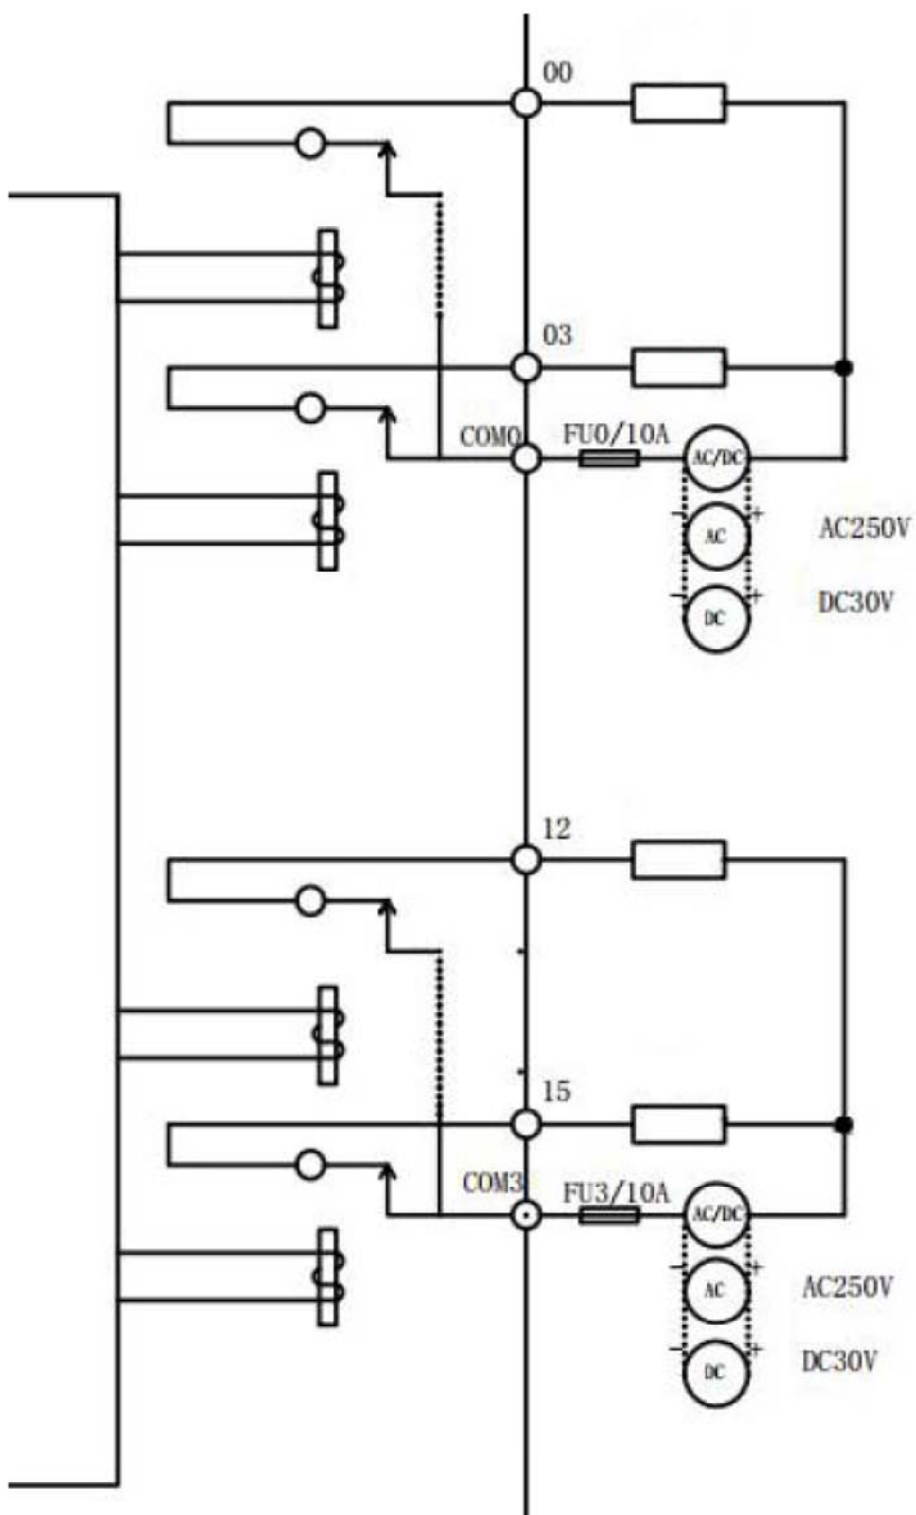 00
03
COM0 FU0/10A AC/DC
- + AC AC250V
- + DC DC30V
12
15
COM3 FU3/10A AC/DC
- + AC AC250V
- + DC DC30V